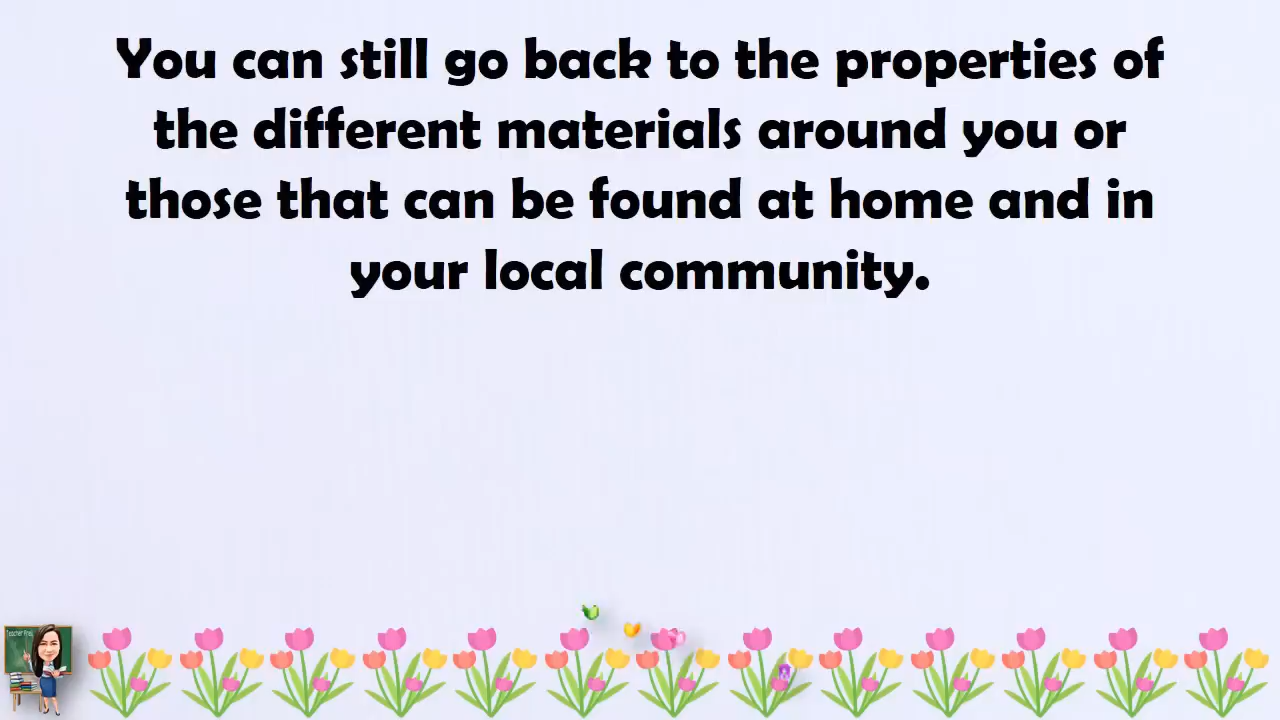 You can still go back to the properties of
the different materials around you or
those that can be found at home and in
your local community.